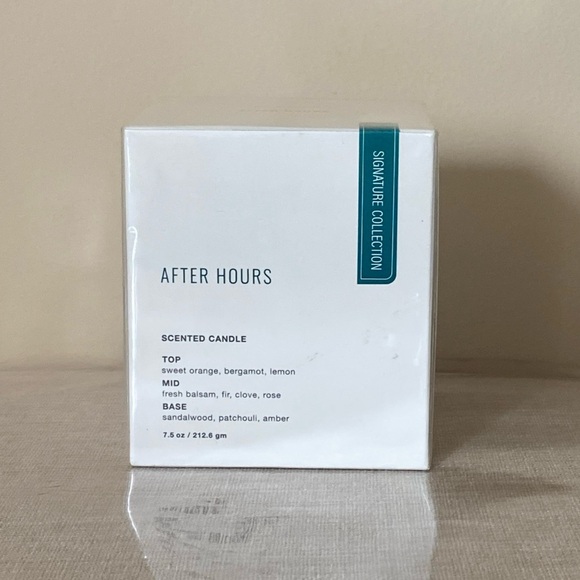 SIGNATURE COLLECTION
AFTER HOURS
SCENTED CANDLE
TOP
sweet orange, bergamot, lemon
MID
fresh balsam, fir, clove, rose
BASE
sandalwood, patchouli, amber
7.5 oz / 212.6 gm